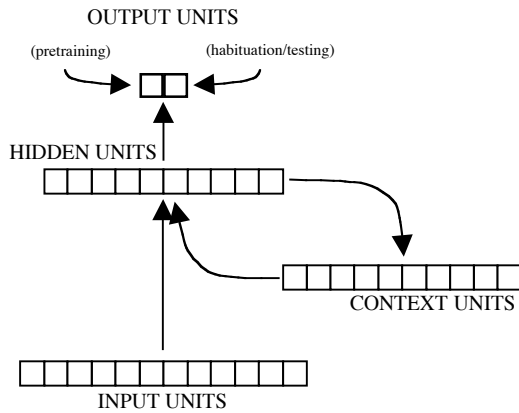 OUTPUT UNITS
(pretraining)
(habituation/testing)
HIDDEN UNITS
CONTEXT UNITS
INPUT UNITS